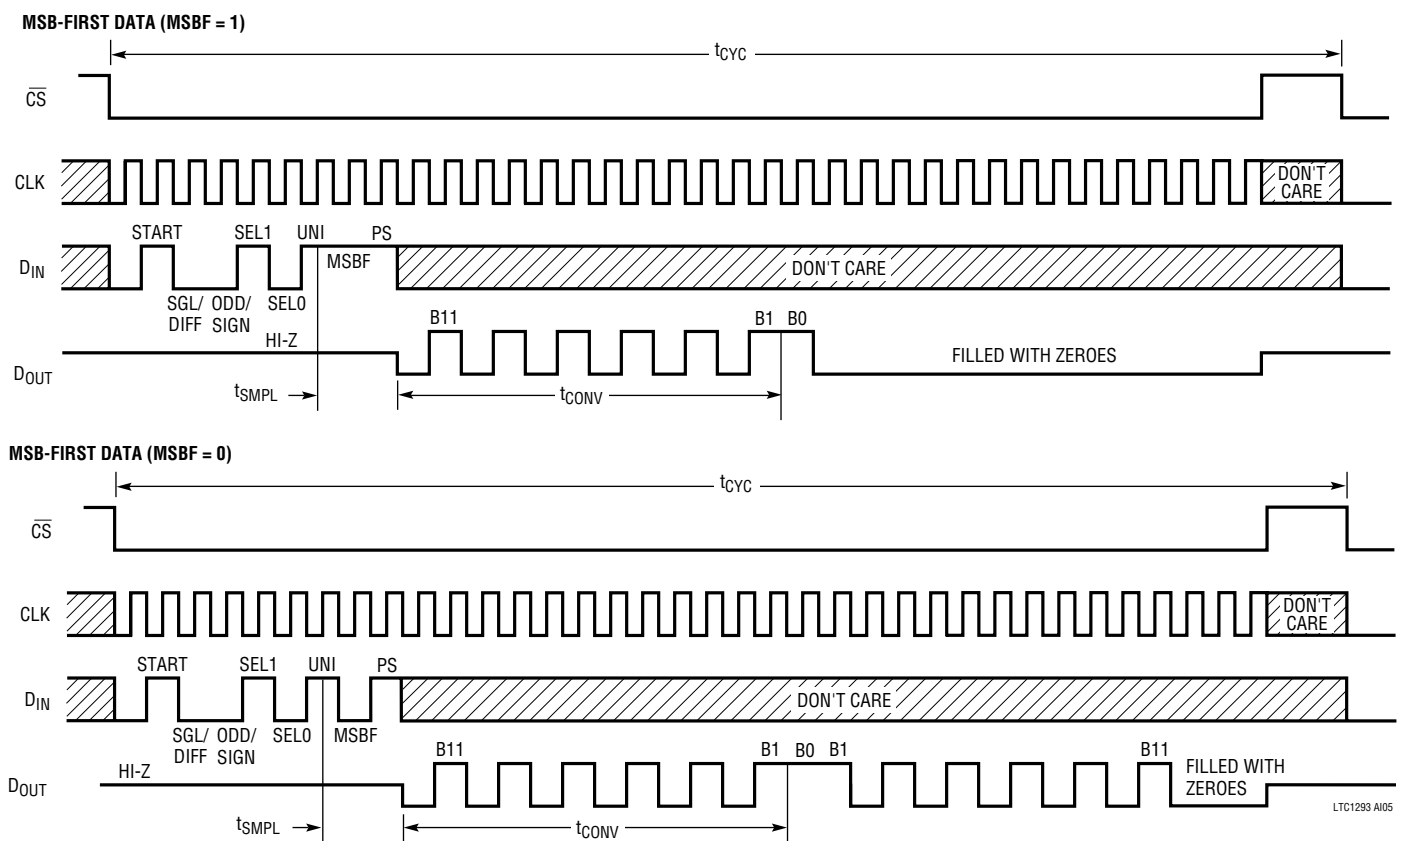 MSB-FIRST DATA (MSBF = 1)
tCYC
CS
CLK
DON'T
CARE
START
SEL1
UNI
PS
DIN
MSBF
DON'T CARE
SGL/
DIFF
ODD/
SIGN
SEL0
B11
B1
B0
HI-Z
FILLED WITH ZEROES
DOUT
tSMPL
tCONV
MSB-FIRST DATA (MSBF = 0)
tCYC
CS
CLK
DON'T
CARE
START
SEL1
UNI
PS
DIN
DON'T CARE
SGL/
DIFF
ODD/
SIGN
SEL0
MSBF
B11
B1
B0
B1
B11
HI-Z
FILLED WITH
ZEROES
DOUT
LTC1293 AI05
tSMPL
tCONV